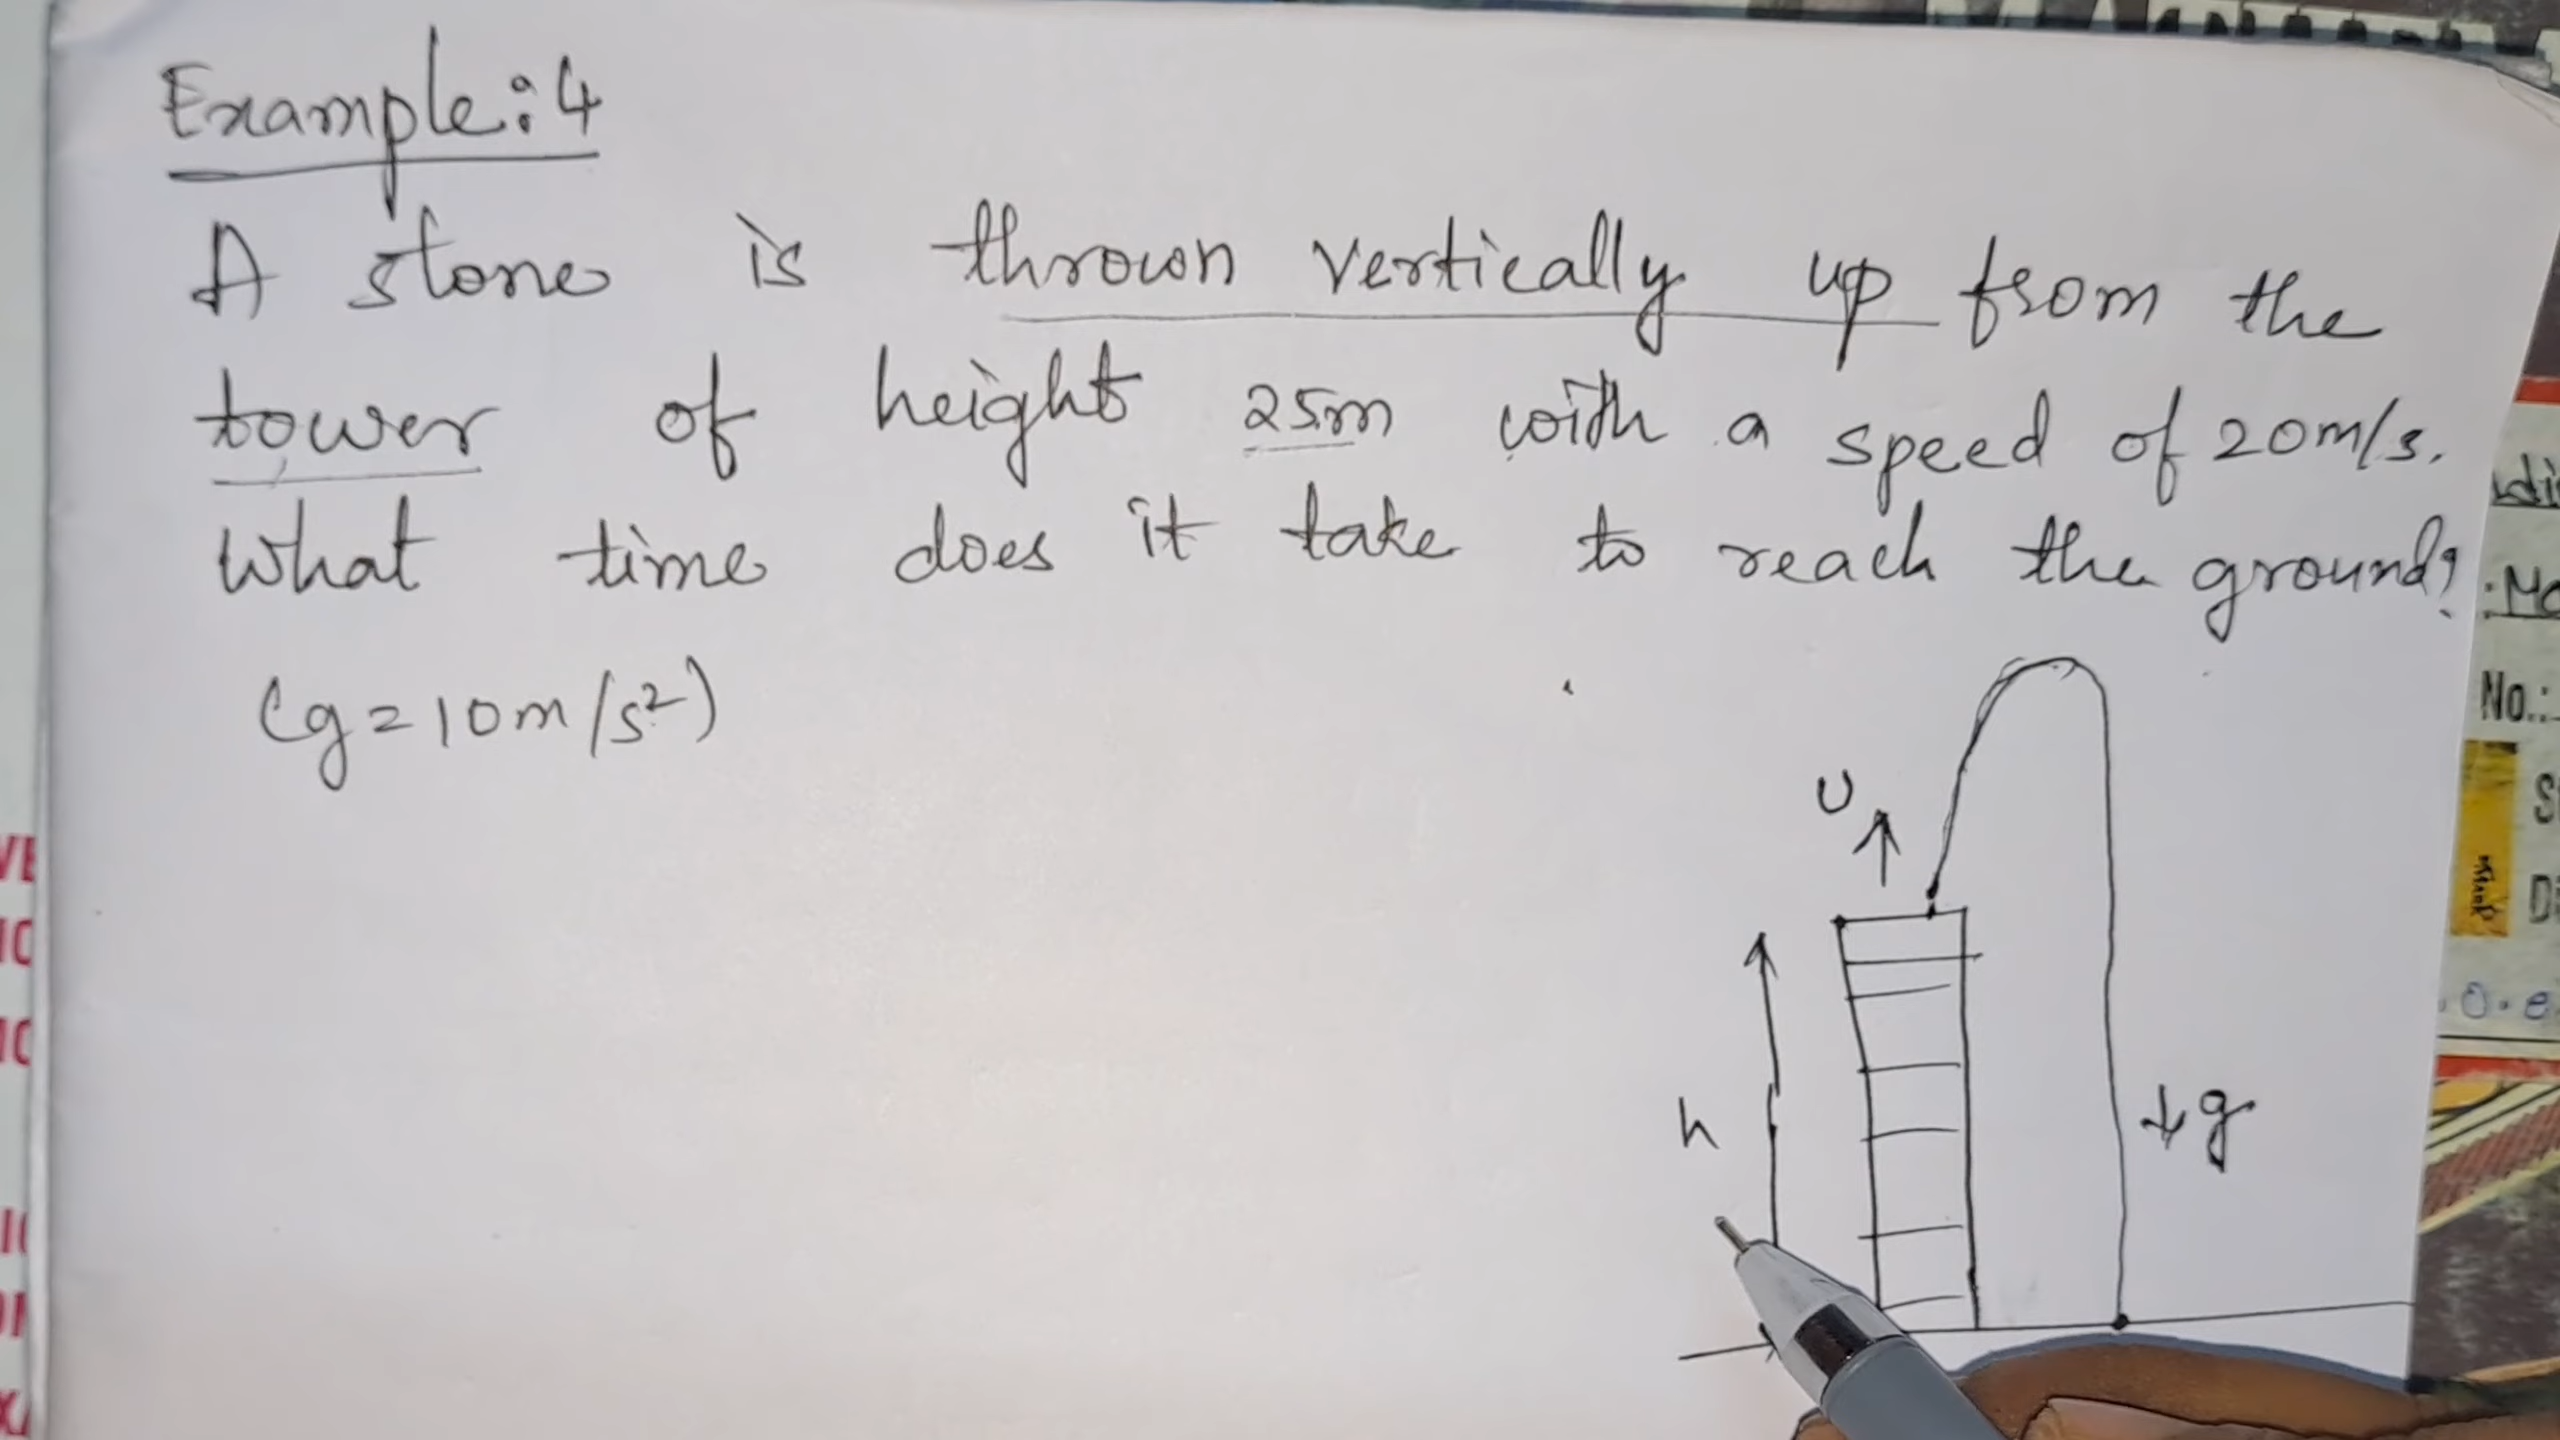 Example:4
A stone is thrown vertically up from the
tower of height 25m with a speed of 20m/s.
What time does it take to reach the ground?
(g=10m/s²)
U
h
g
No.: